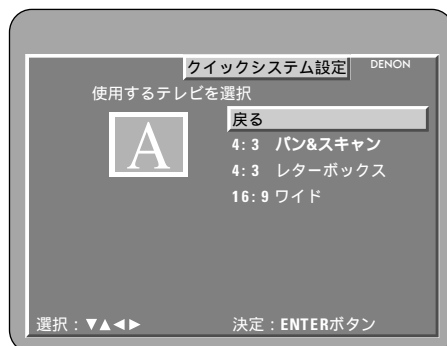 クイックシステム設定 DENON
使用するテレビを選択
A
戻る
4: 3 パン&スキャン
4: 3 レターボックス
16: 9 ワイド
選択：▼▲◀▶ 決定：ENTERボタン